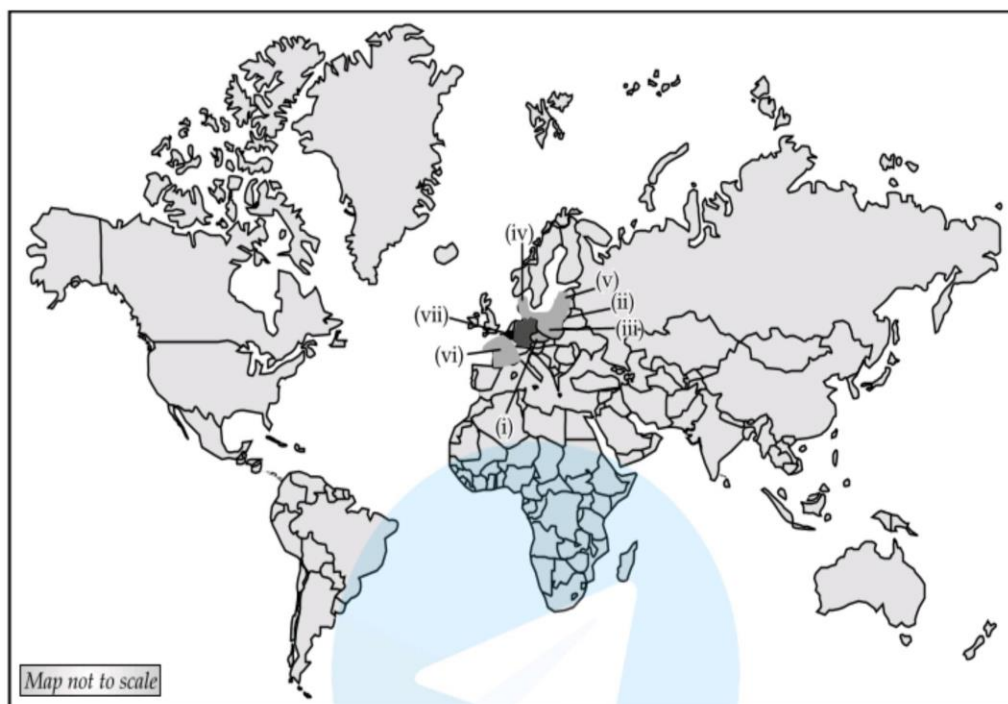 (iv)
(v)
(ii)
(vii)
(iii)
(vi)
(i)
Map not to scale